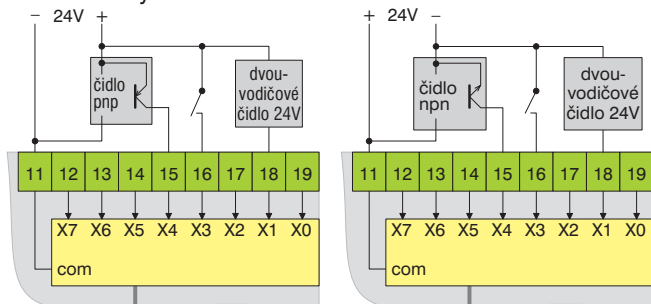 − 24V +
čidlo
pnp
dvou-
vodičové
čidlo 24V
11 12 13 14 15 16 17 18 19
X7 X6 X5 X4 X3 X2 X1 X0
com
+ 24V −
čidlo
npn
dvou-
vodičové
čidlo 24V
11 12 13 14 15 16 17 18 19
X7 X6 X5 X4 X3 X2 X1 X0
com